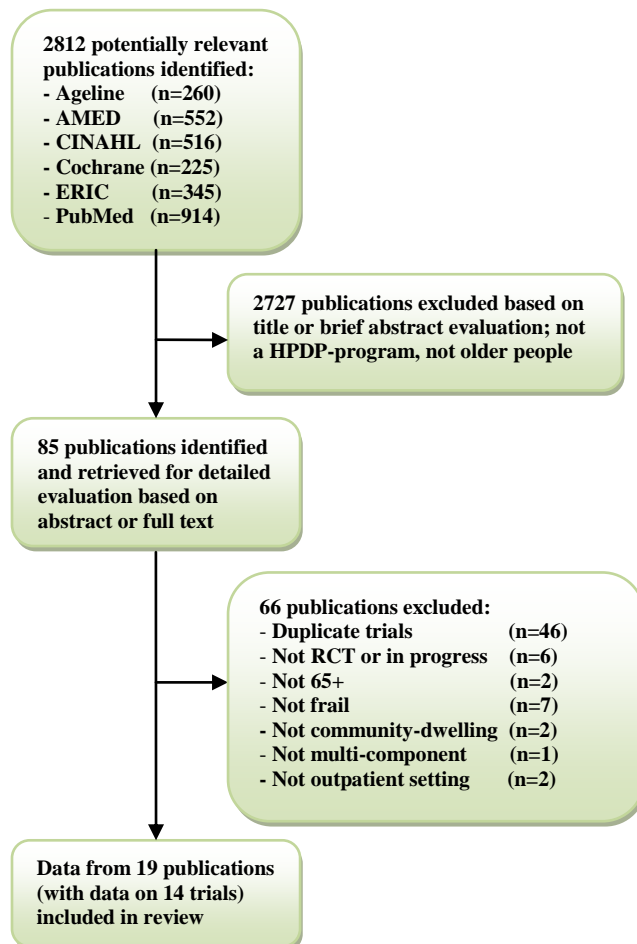 2812 potentially relevant
publications identified:
- Ageline (n=260)
- AMED (n=552)
- CINAHL (n=516)
- Cochrane (n=225)
- ERIC (n=345)
- PubMed (n=914)
2727 publications excluded based on
title or brief abstract evaluation; not
a HPDP-program, not older people
85 publications identified
and retrieved for detailed
evaluation based on
abstract or full text
66 publications excluded:
- Duplicate trials (n=46)
- Not RCT or in progress (n=6)
- Not 65+ (n=2)
- Not frail (n=7)
- Not community-dwelling (n=2)
- Not multi-component (n=1)
- Not outpatient setting (n=2)
Data from 19 publications
(with data on 14 trials)
included in review